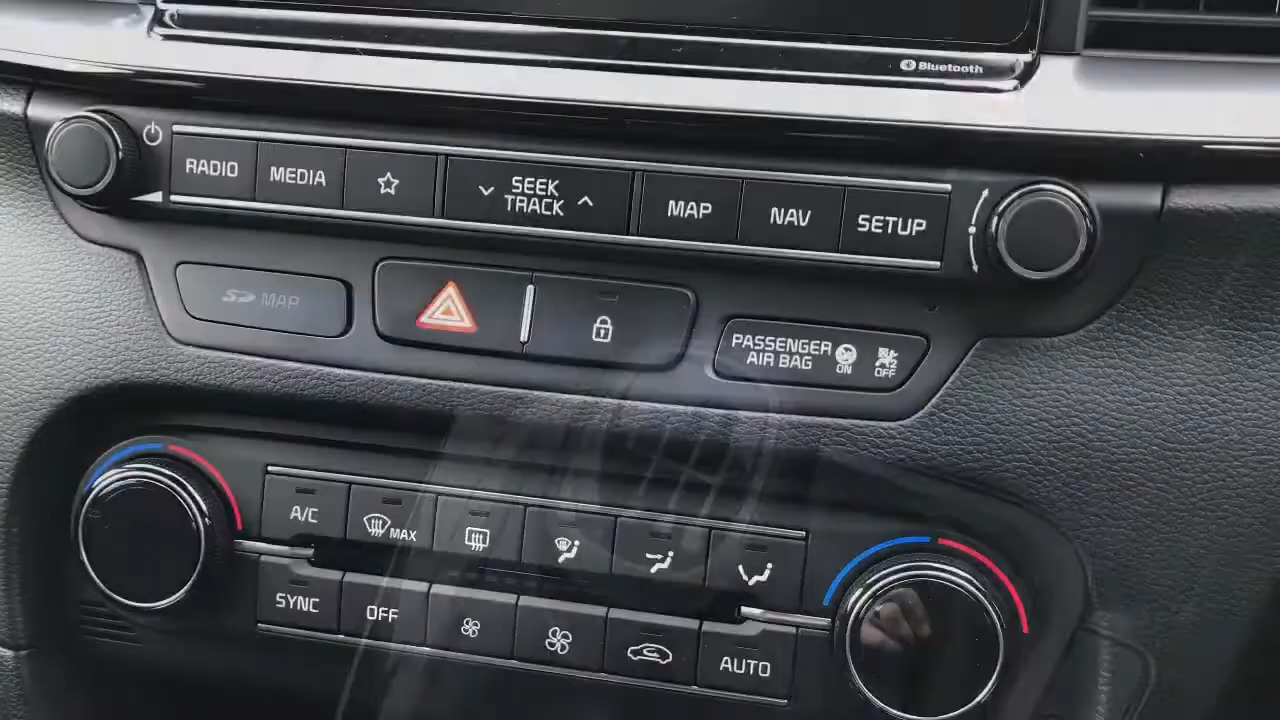 Bluetooth
RADIO
MEDIA
SEEK
TRACK
MAP
NAV
SETUP
SD MAP
PASSENGER
AIR BAG
ON
OFF
A/C
MAX
SYNC
OFF
AUTO